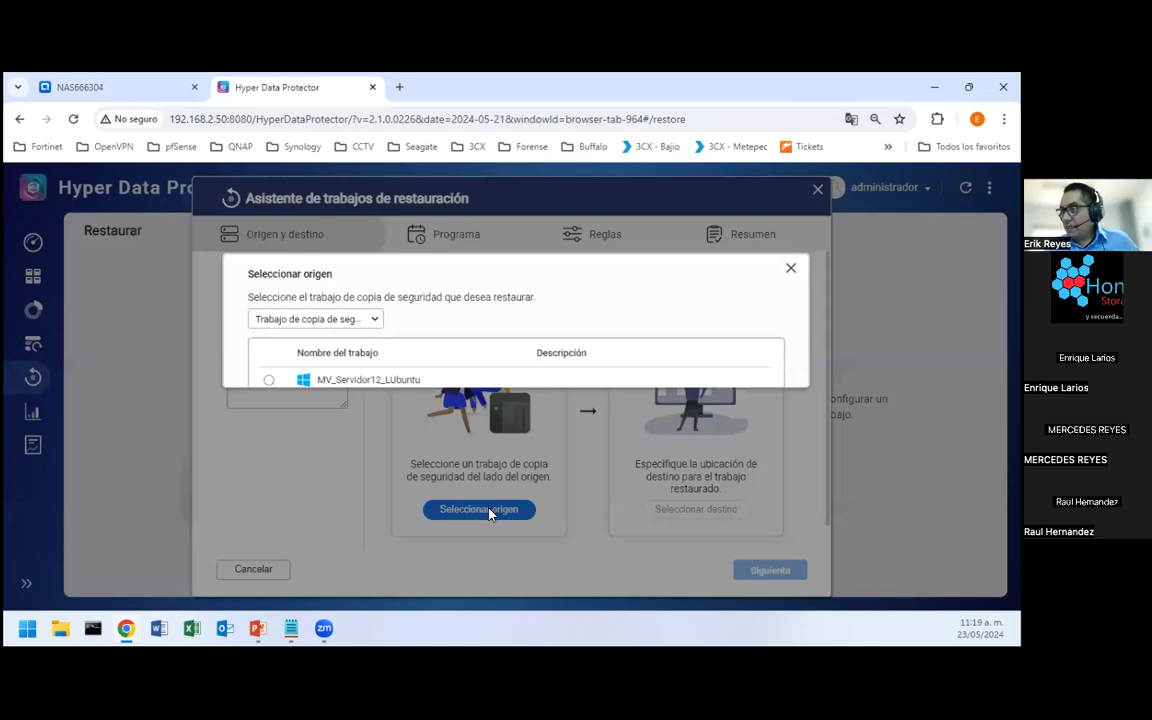 NAS666304
Hyper Data Protector
No seguro
192.168.2.50:8080/HyperDataProtector/?v=2.1.0.0226&date=2024-05-21&windowId=browser-tab-964#/restore
E
Fortinet
OpenVPN
pfSense
QNAP
Synology
CCTV
Seagate
3CX
Forense
Buffalo
3CX - Bajio
3CX - Metepec
Tickets
»
Todos los favoritos
Hyper Data Pro
administrador
Asistente de trabajos de restauración
Restaurar
Origen y destino
Programa
Reglas
Resumen
Seleccionar origen
Seleccione el trabajo de copia de seguridad que desea restaurar.
Trabajo de copia de seg...
Nombre del trabajo
Descripción
MV_Servidor12_LUbuntu
onfigurar un
bajo.
Seleccione un trabajo de copia
de seguridad del lado del origen.
Seleccionar origen
Especifique la ubicación de
destino para el trabajo
restaurado.
Seleccionar destino
Cancelar
Siguiente
zm
11:19 a. m.
23/05/2024
Erik Reyes
Hon
Stora
y recuerda...
Enrique Larios
Enrique Larios
MERCEDES REYES
MERCEDES REYES
Raul Hernandez
Raul Hernandez